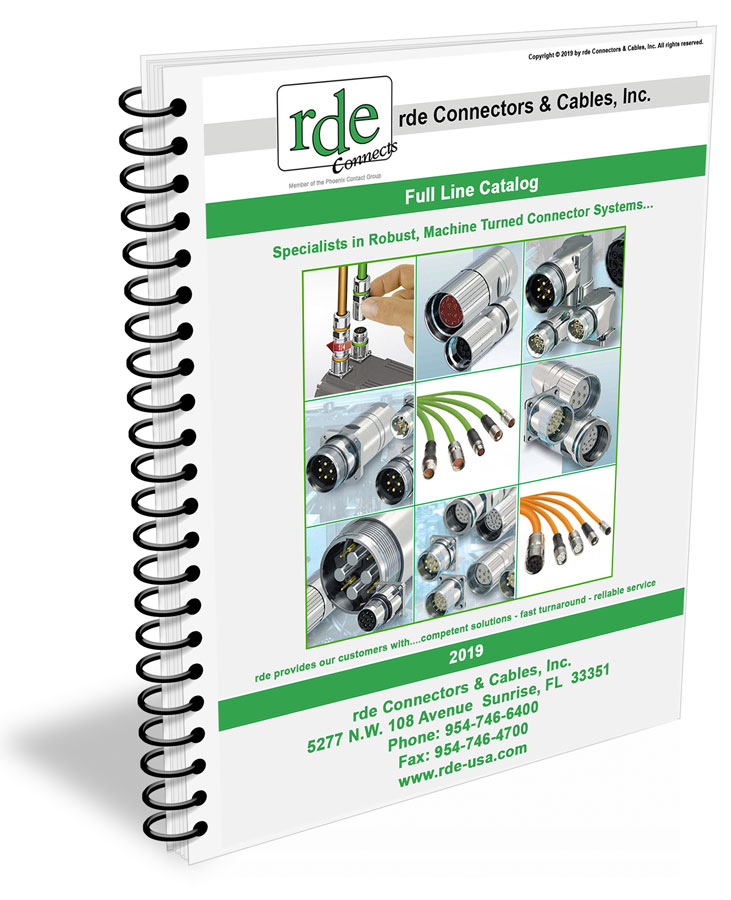 Copyright © 2019 by rde Connectors & Cables, Inc. All rights reserved.
rde
Connects
rde Connectors & Cables, Inc.
Member of the Phoenix Contact Group
Full Line Catalog
Specialists in Robust, Machine Turned Connector Systems...
1/4
rde provides our customers with....competent solutions - fast turnaround - reliable service
2019
rde Connectors & Cables, Inc.
5277 N.W. 108 Avenue Sunrise, FL 33351
Phone: 954-746-6400
Fax: 954-746-4700
www.rde-usa.com